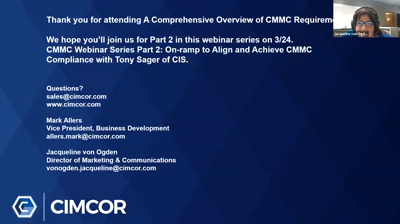 Thank you for attending A Comprehensive Overview of CMMC Requireme
We hope you'll join us for Part 2 in this webinar series on 3/24.
CMMC Webinar Series Part 2: On-ramp to Align and Achieve CMMC
Compliance with Tony Sager of CIS.
Questions?
sales@cimcor.com
www.cimcor.com
Mark Allers
Vice President, Business Development
allers.mark@cimcor.com
Jacqueline von Ogden
Director of Marketing & Communications
vonogden.jacqueline@cimcor.com
CIMCOR